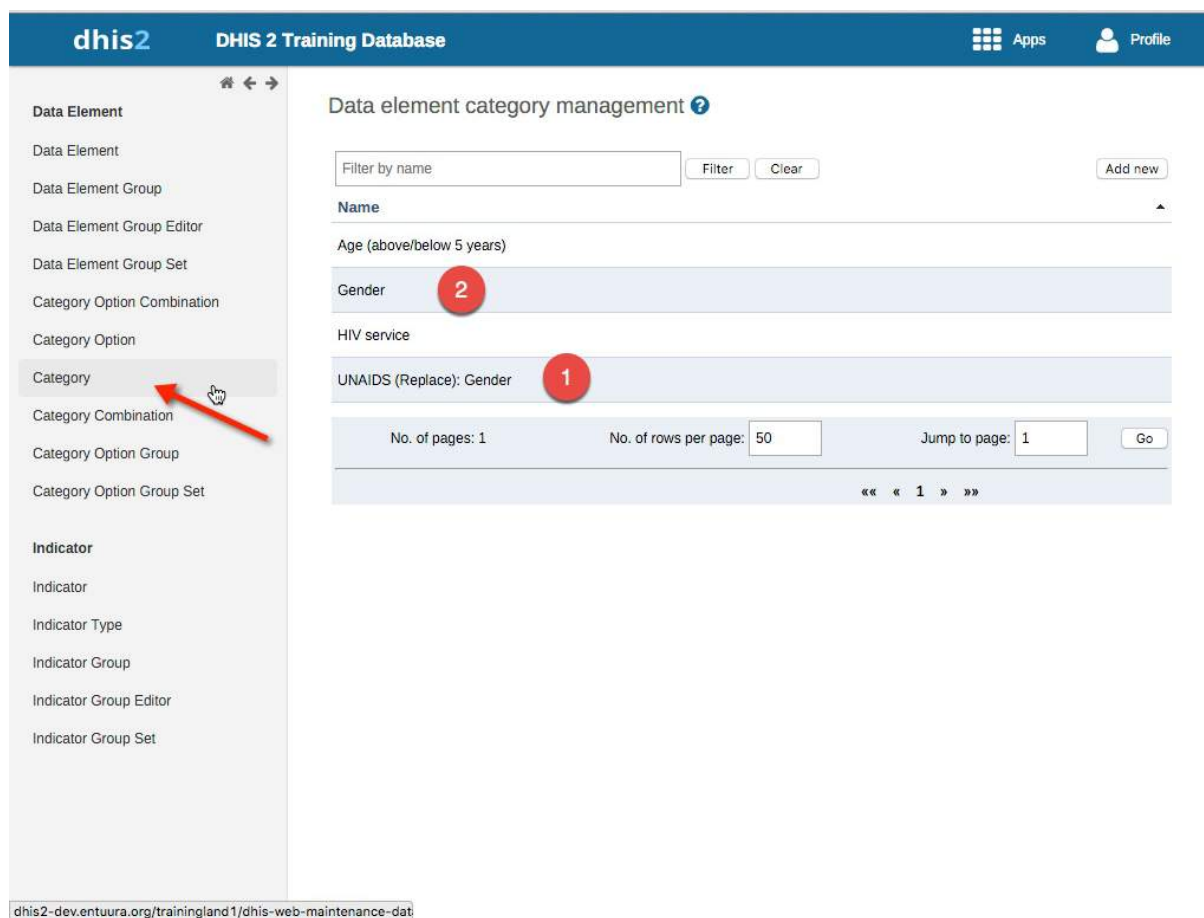 dhis2 DHIS 2 Training Database Apps Profile
Data Element
Data Element
Data Element Group
Data Element Group Editor
Data Element Group Set
Category Option Combination
Category Option
Category
Category Combination
Category Option Group
Category Option Group Set
Indicator
Indicator
Indicator Type
Indicator Group
Indicator Group Editor
Indicator Group Set
Data element category management ?
Filter by name Filter Clear Add new
Name
Age (above/below 5 years)
Gender 2
HIV service
UNAIDS (Replace): Gender 1
No. of pages: 1 No. of rows per page: 50 Jump to page: 1 Go
«« « 1 » »»
dhis2-dev.entuura.org/trainingland1/dhis-web-maintenance-dat